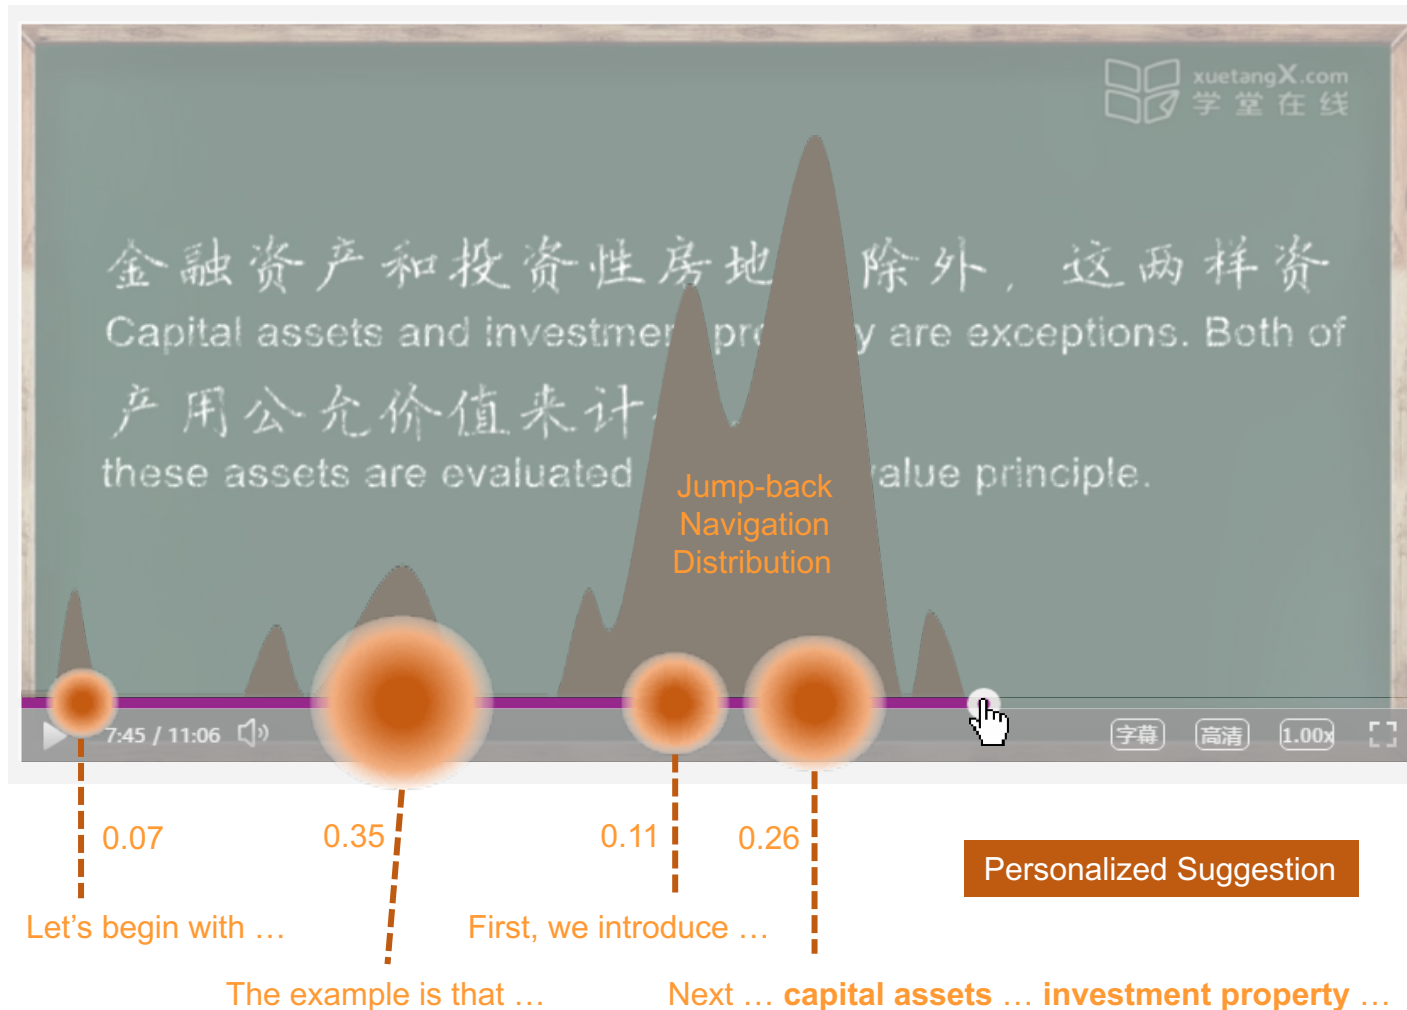 xuetangX.com
学堂在线
金融资产和投资性房地 除外，这两样资
Capital assets and investmen pro y are exceptions. Both of
产用公允价值来计
these assets are evaluated value principle.
Jump-back
Navigation
Distribution
7:45 / 11:06
字幕 高清 1.00x
0.07 0.35 0.11 0.26
Personalized Suggestion
Let’s begin with … First, we introduce …
The example is that … Next … capital assets … investment property …